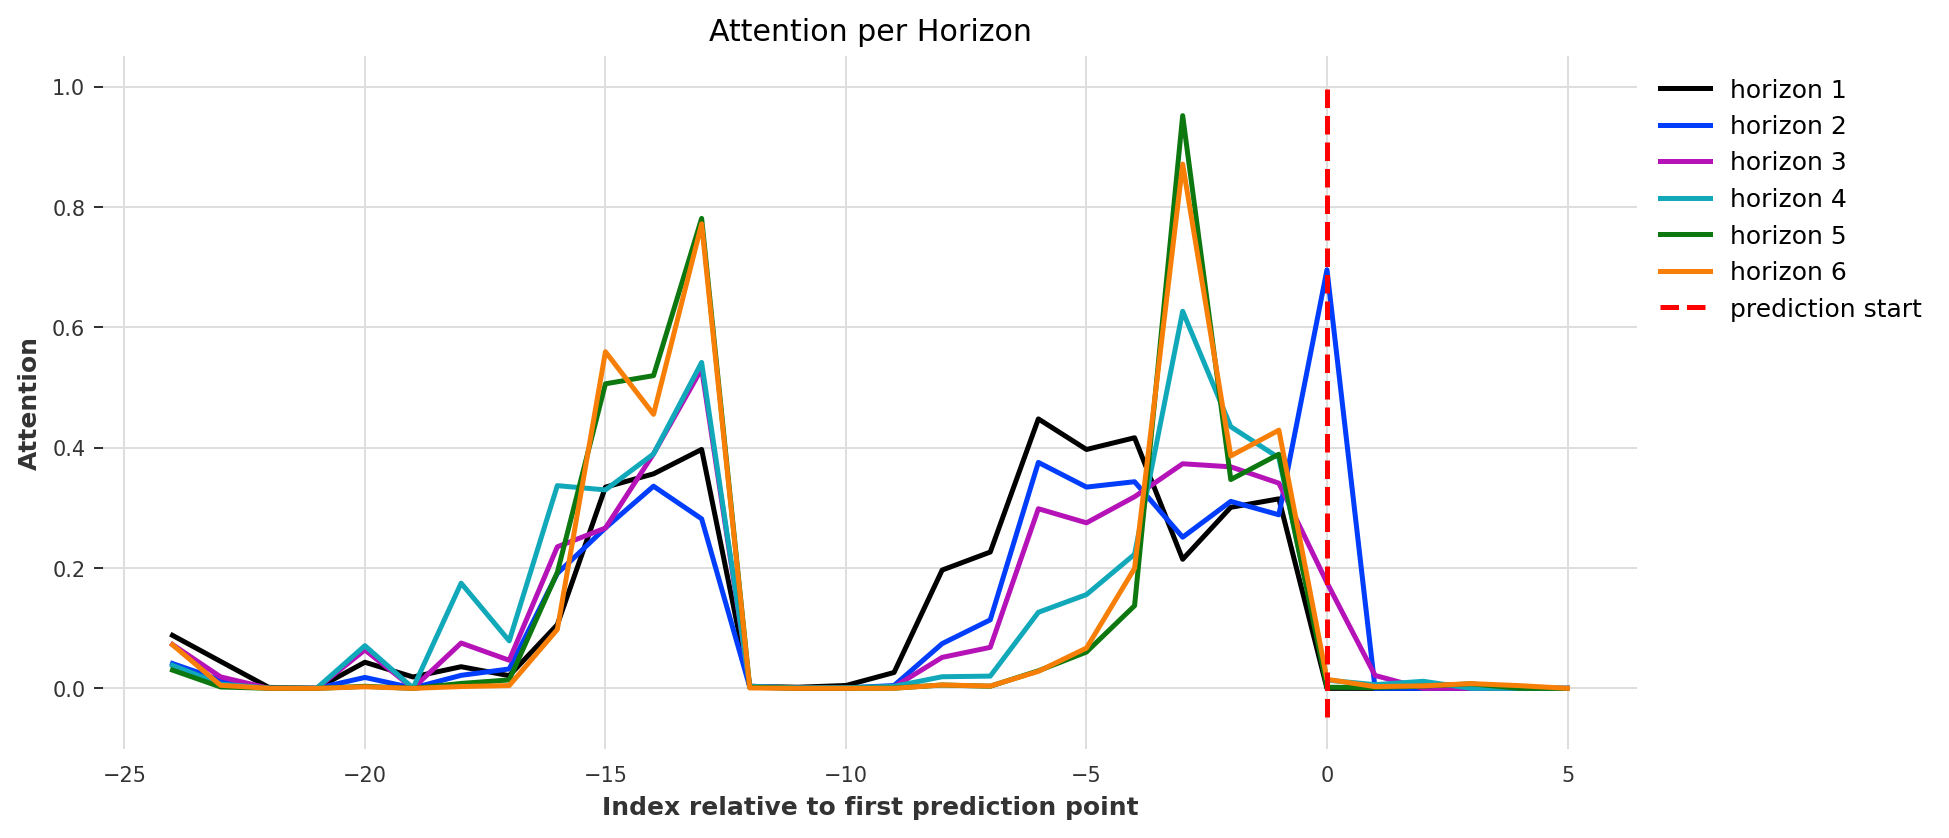 Attention per Horizon
1.0
0.8
0.6
0.4
0.2
0.0
Attention
−25
−20
−15
−10
−5
0
5
Index relative to first prediction point
horizon 1
horizon 2
horizon 3
horizon 4
horizon 5
horizon 6
prediction start